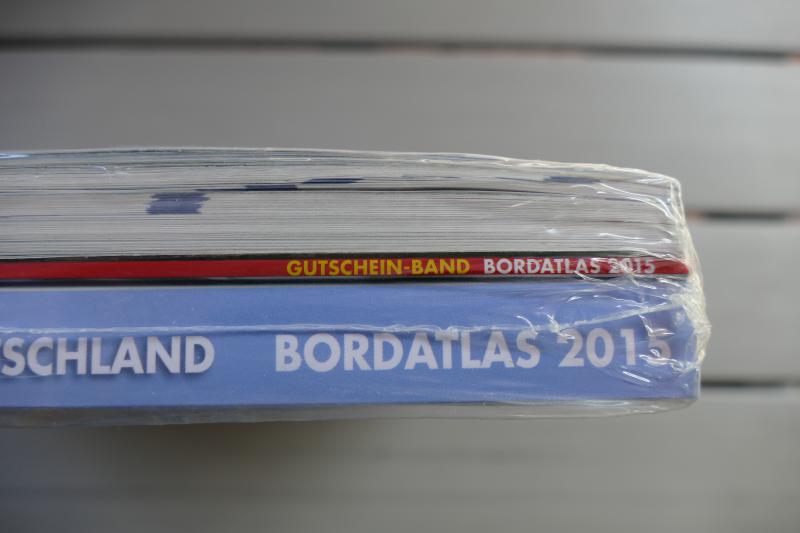 GUTSCHEIN-BAND BORDATLAS 2015
SCHLAND BORDATLAS 2015